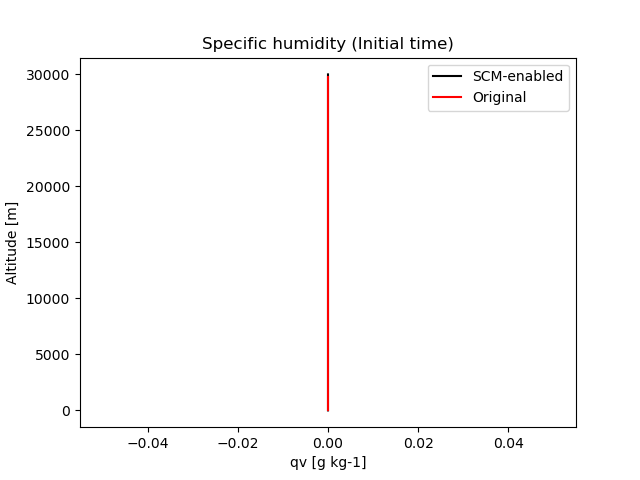 Specific humidity (Initial time)
SCM-enabled
Original
30000
25000
20000
15000
10000
5000
0
Altitude [m]
−0.04
−0.02
0.00
0.02
0.04
qv [g kg-1]